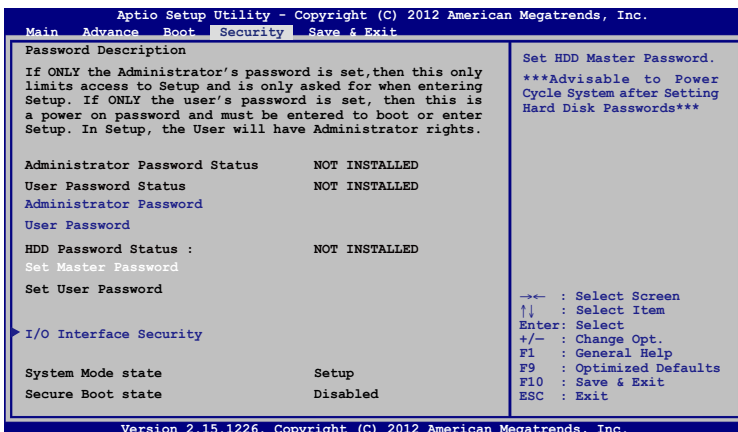 Aptio Setup Utility - Copyright (C) 2012 American Megatrends, Inc.
Main Advance Boot Security Save & Exit
Password Description
If ONLY the Administrator's password is set,then this only
limits access to Setup and is only asked for when entering
Setup. If ONLY the user's password is set, then this is
a power on password and must be entered to boot or enter
Setup. In Setup, the User will have Administrator rights.
Administrator Password Status NOT INSTALLED
User Password Status NOT INSTALLED
Administrator Password
User Password
HDD Password Status : NOT INSTALLED
Set Master Password
Set User Password
I/O Interface Security
System Mode state Setup
Secure Boot state Disabled
Set HDD Master Password.
***Advisable to Power
Cycle System after Setting
Hard Disk Passwords***
→← : Select Screen
↑↓ : Select Item
Enter: Select
+/— : Change Opt.
F1 : General Help
F9 : Optimized Defaults
F10 : Save & Exit
ESC : Exit
Version 2.15.1226. Copyright (C) 2012 American Megatrends, Inc.